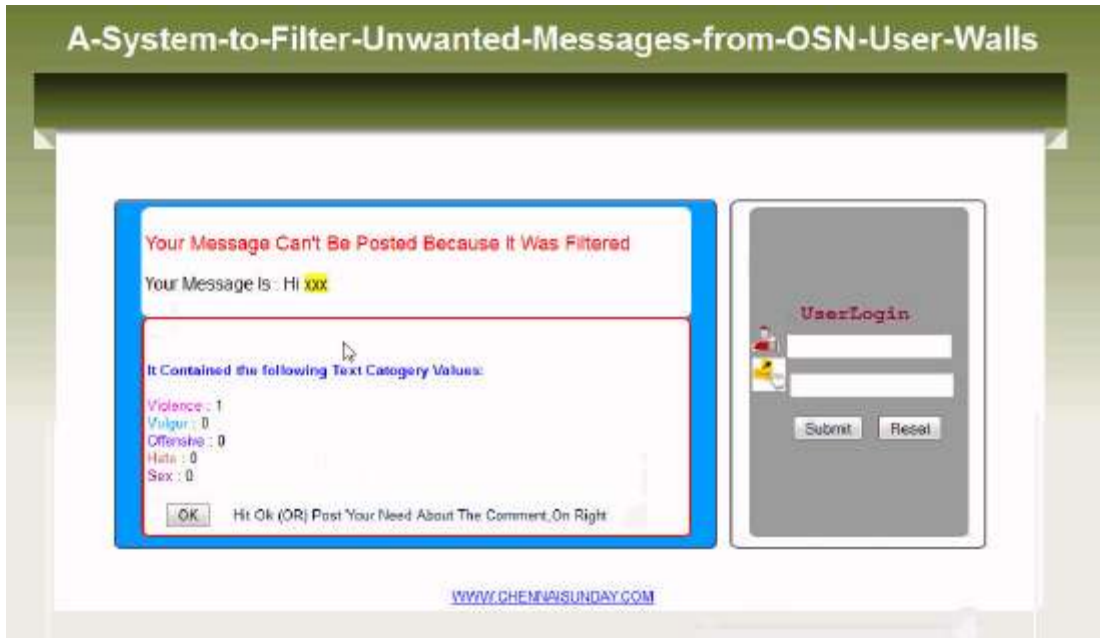 A-System-to-Filter-Unwanted-Messages-from-OSN-User-Walls
Your Message Can't Be Posted Because It Was Filtered
Your Message Is : Hi xxx
It Contained the following Text Catogery Values:
Violence : 1
Vulgur : 0
Offensive : 0
Hate : 0
Sex : 0
OK Hit Ok (OR) Post Your Need About The Comment,On Right
UserLogin
Submit Reset
WWW.CHENNAISUNDAY.COM